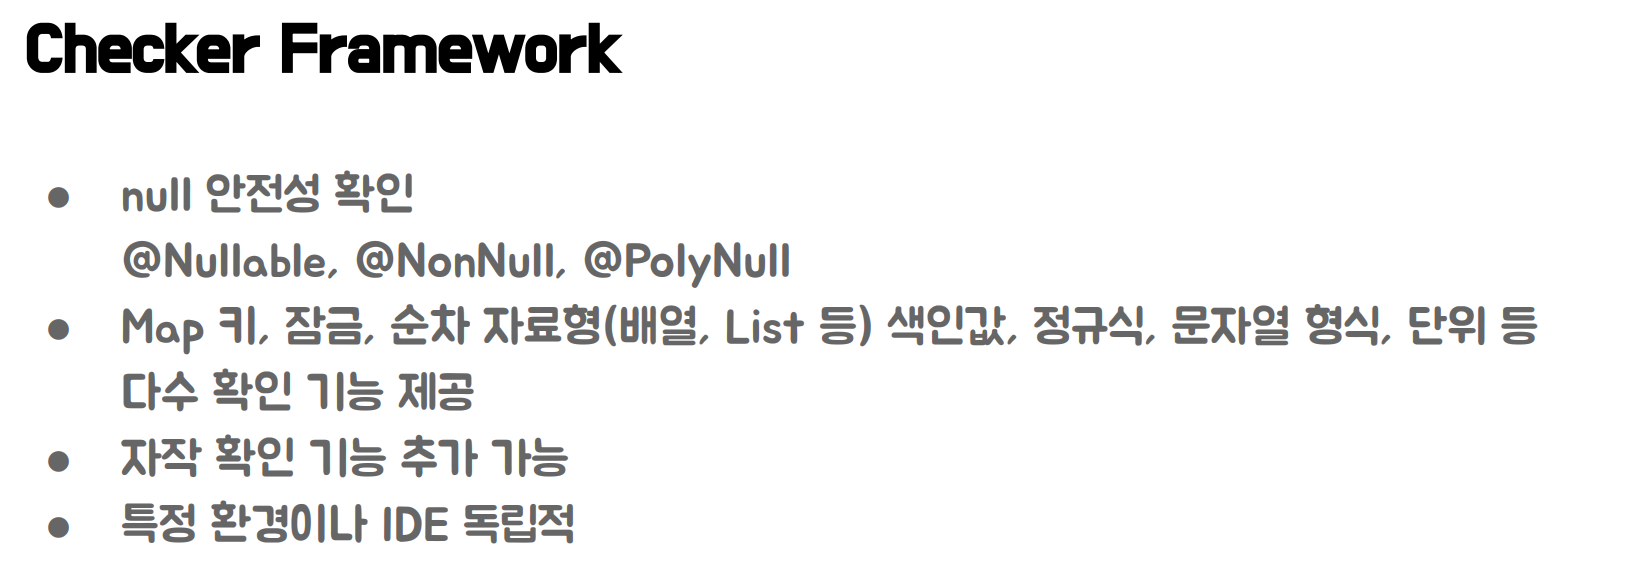 Checker Framework
● null 안전성 확인
@Nullable, @NonNull, @PolyNull
● Map 키, 잠금, 순차 자료형(배열, List 등) 색인값, 정규식, 문자열 형식, 단위 등
다수 확인 기능 제공
● 자작 확인 기능 추가 가능
● 특정 환경이나 IDE 독립적